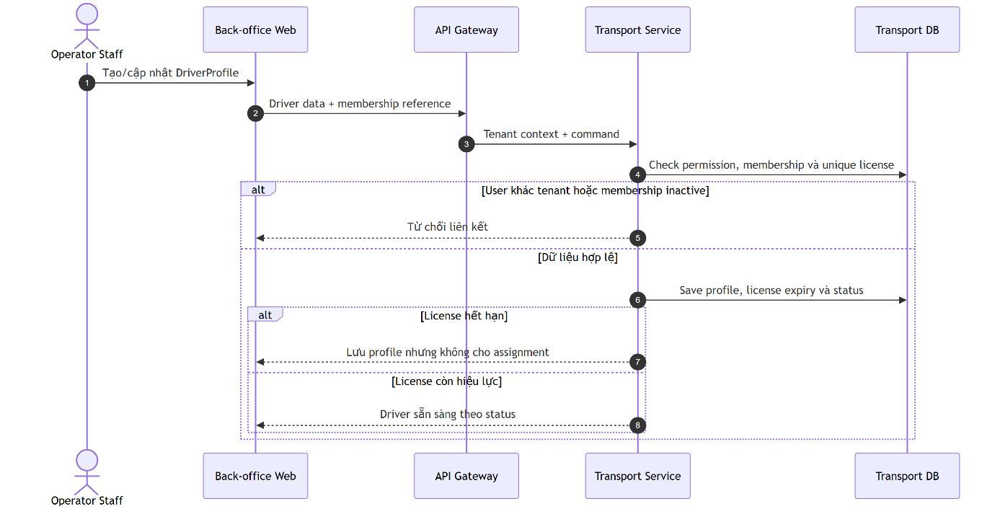 Operator Staff
Back-office Web
API Gateway
Transport Service
Transport DB
Tạo/cập nhật DriverProfile
1
Driver data + membership reference
2
Tenant context + command
3
Check permission, membership và unique license
4
alt
[User khác tenant hoặc membership inactive]
Từ chối liên kết
5
[Dữ liệu hợp lệ]
Save profile, license expiry và status
6
alt
[License hết hạn]
Lưu profile nhưng không cho assignment
7
[License còn hiệu lực]
Driver sẵn sàng theo status
8
Operator Staff
Back-office Web
API Gateway
Transport Service
Transport DB